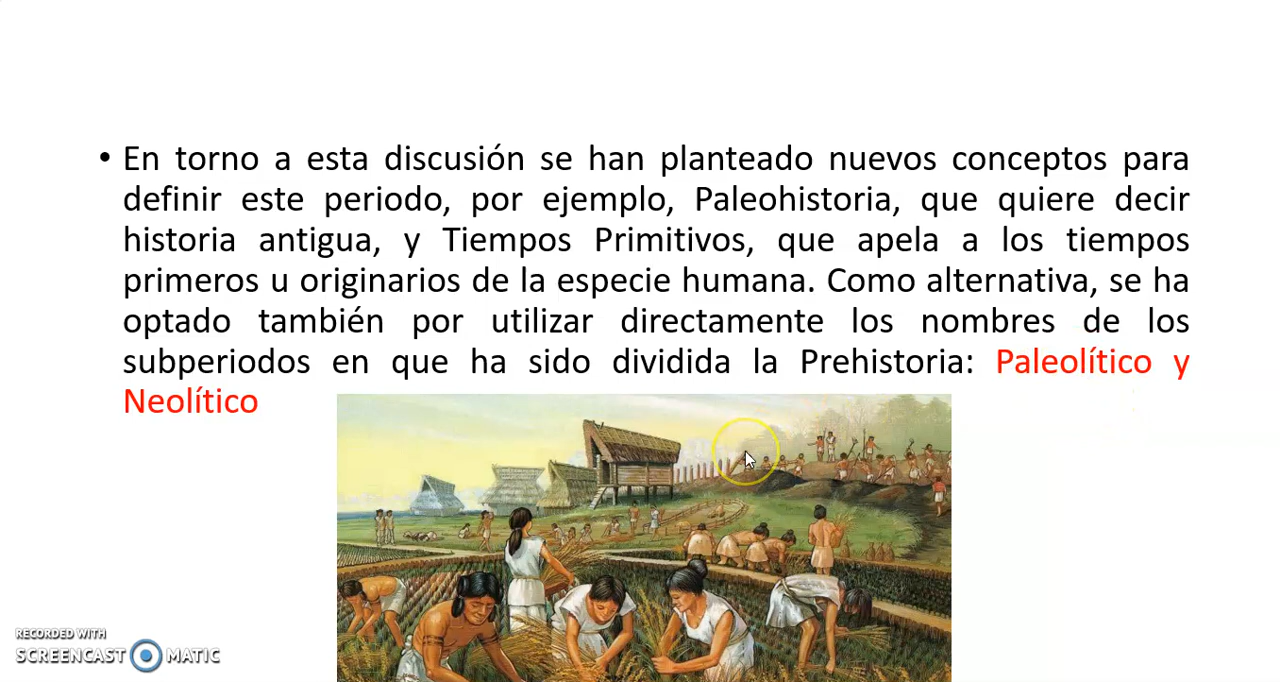 • En torno a esta discusión se han planteado nuevos conceptos para
definir este periodo, por ejemplo, Paleohistoria, que quiere decir
historia antigua, y Tiempos Primitivos, que apela a los tiempos
primeros u originarios de la especie humana. Como alternativa, se ha
optado también por utilizar directamente los nombres de los
subperiodos en que ha sido dividida la Prehistoria: Paleolítico y
Neolítico
RECORDED WITH
SCREENCAST MATIC